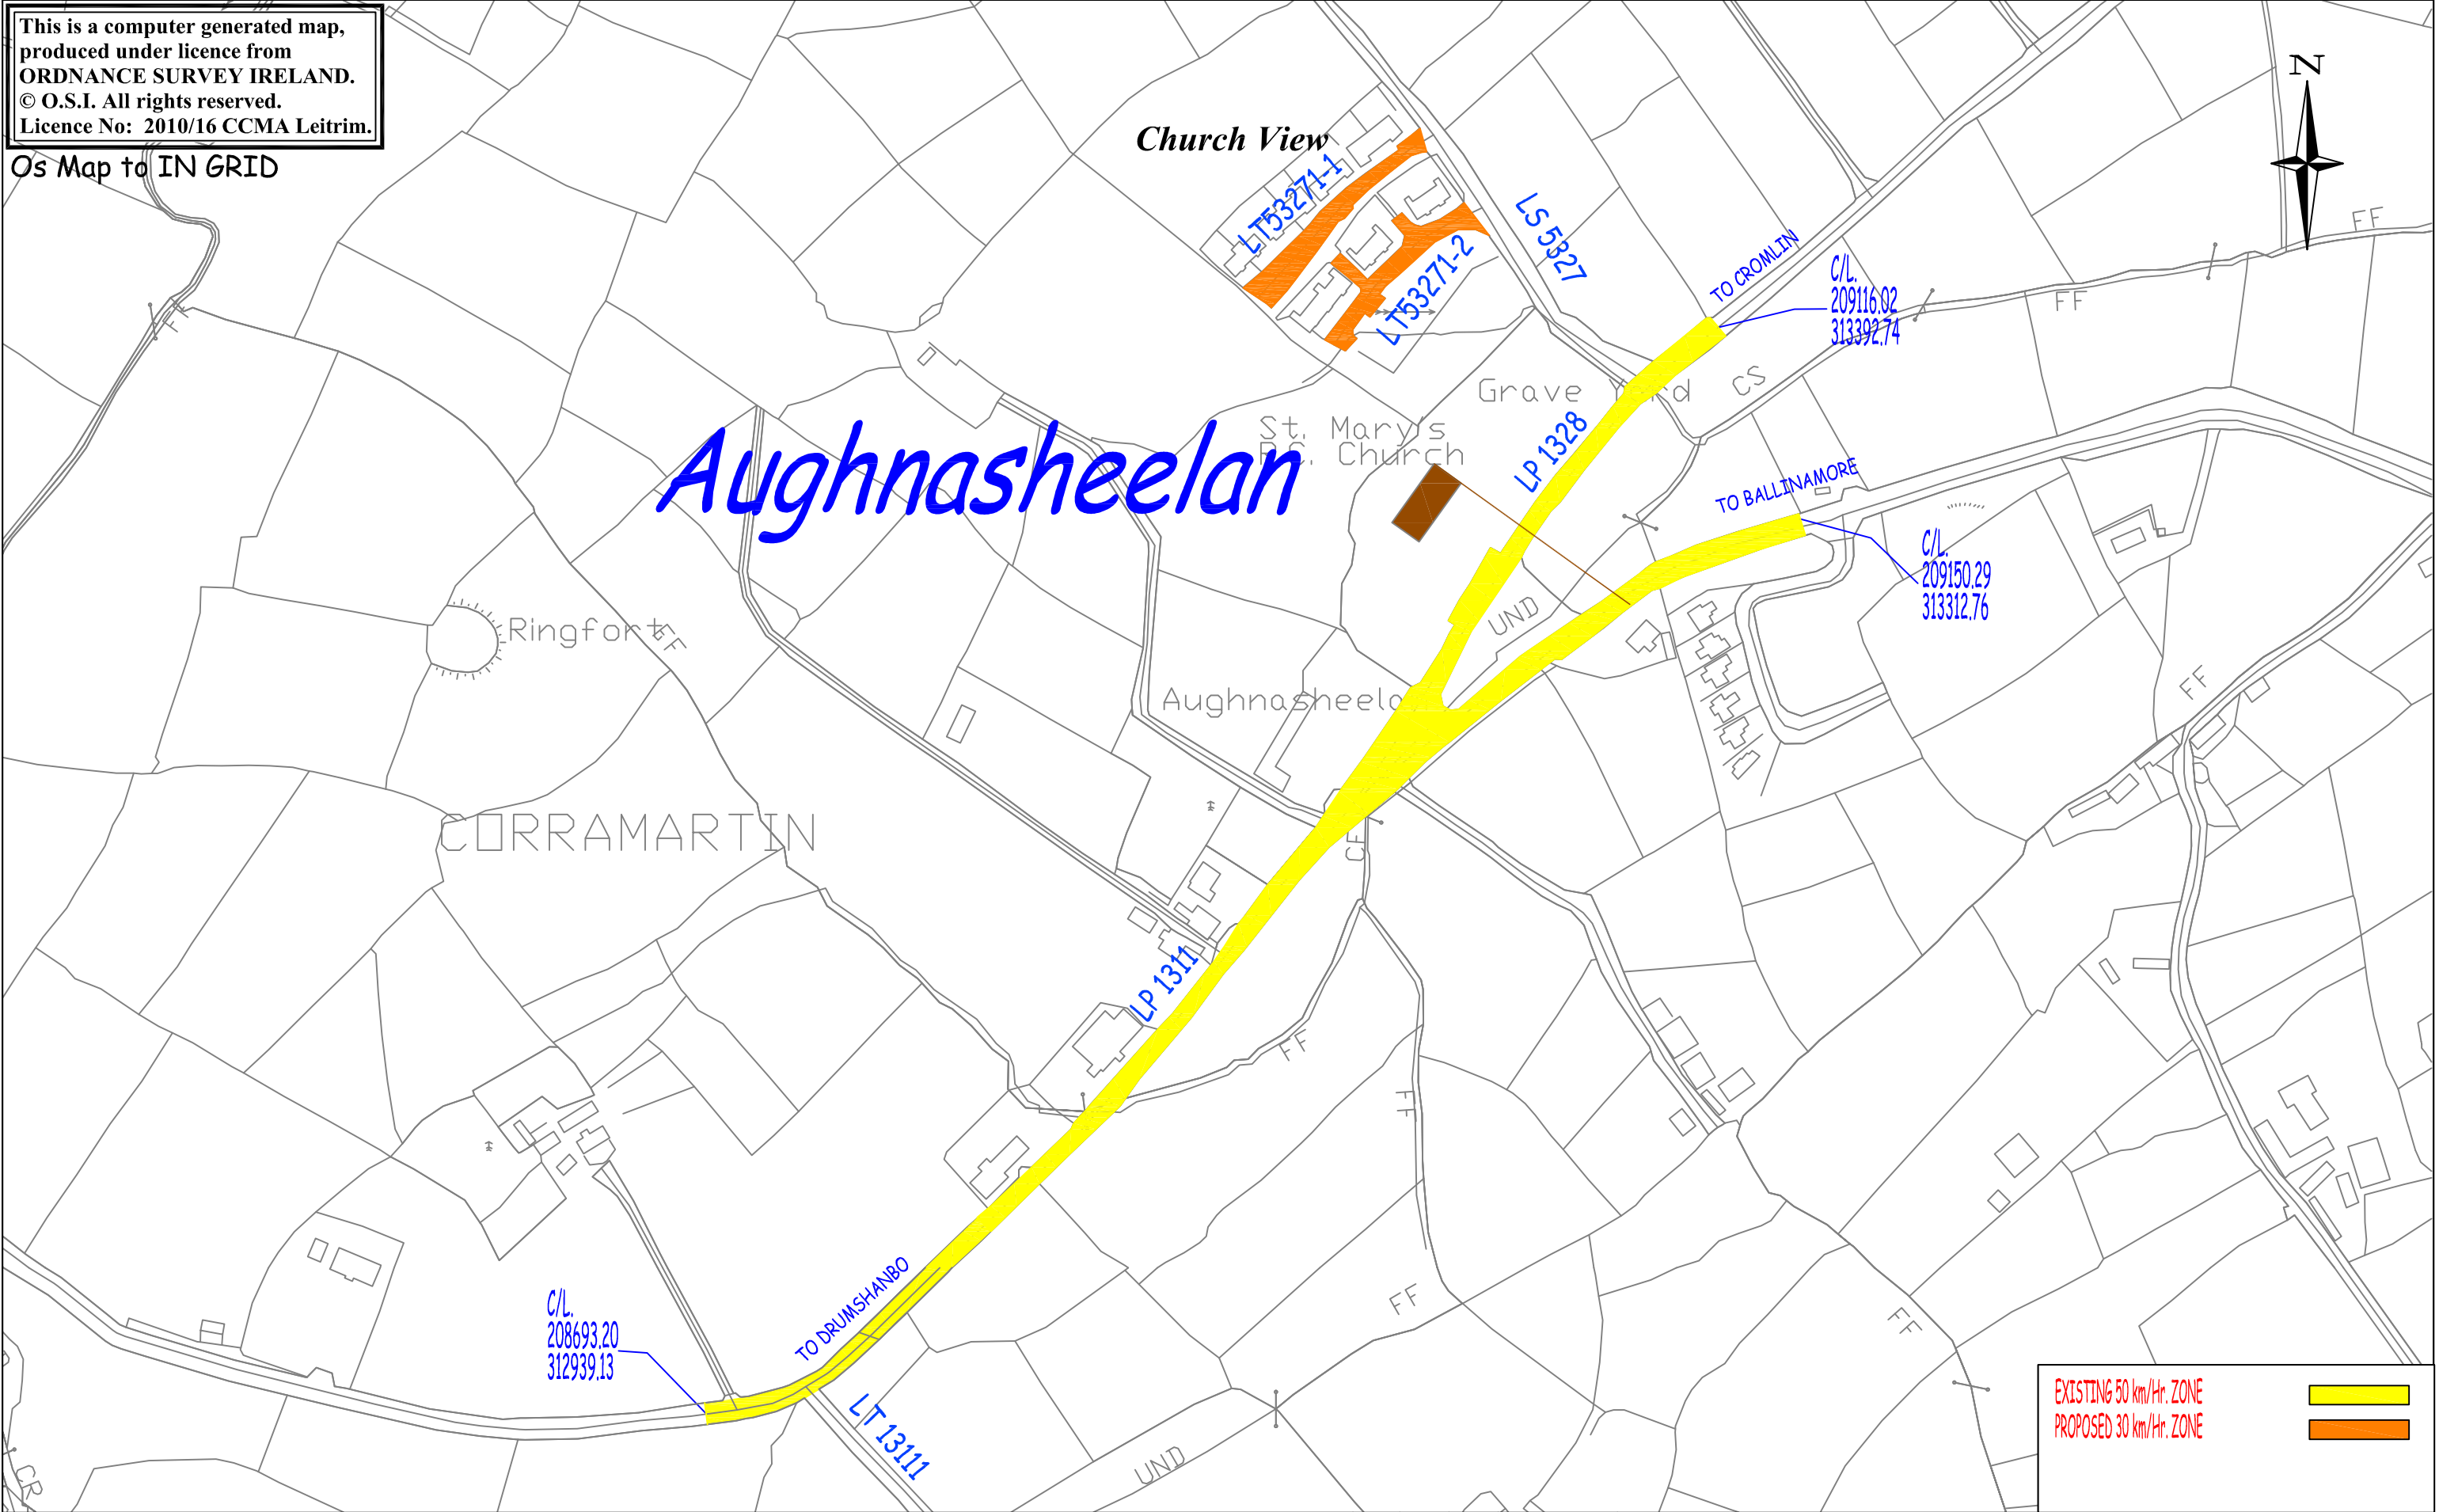 This is a computer generated map,
produced under licence from
ORDNANCE SURVEY IRELAND.
© O.S.I. All rights reserved.
Licence No: 2010/16 CCMA Leitrim.
Os Map to IN GRID
N
Church View
LT53271-1
LT53271-2
LS 5327
TO CROMLIN
C/L.
209116.02
313392.74
FF
FF
FF
CS
Grave Yard
St. Mary's
R.C. Church
LP 1328
Aughnasheelan
TO BALLINAMORE
C/L.
209150.29
313312.76
UND
Ringfort
FF
Aughnasheelan
FF
CORRAMARTIN
CF
LP 1311
FF
FF
FF
FF
TO DRUMSHANBO
C/L.
208693.20
312939.13
LT 13111
UND
EXISTING 50 km/Hr. ZONE
PROPOSED 30 km/Hr. ZONE